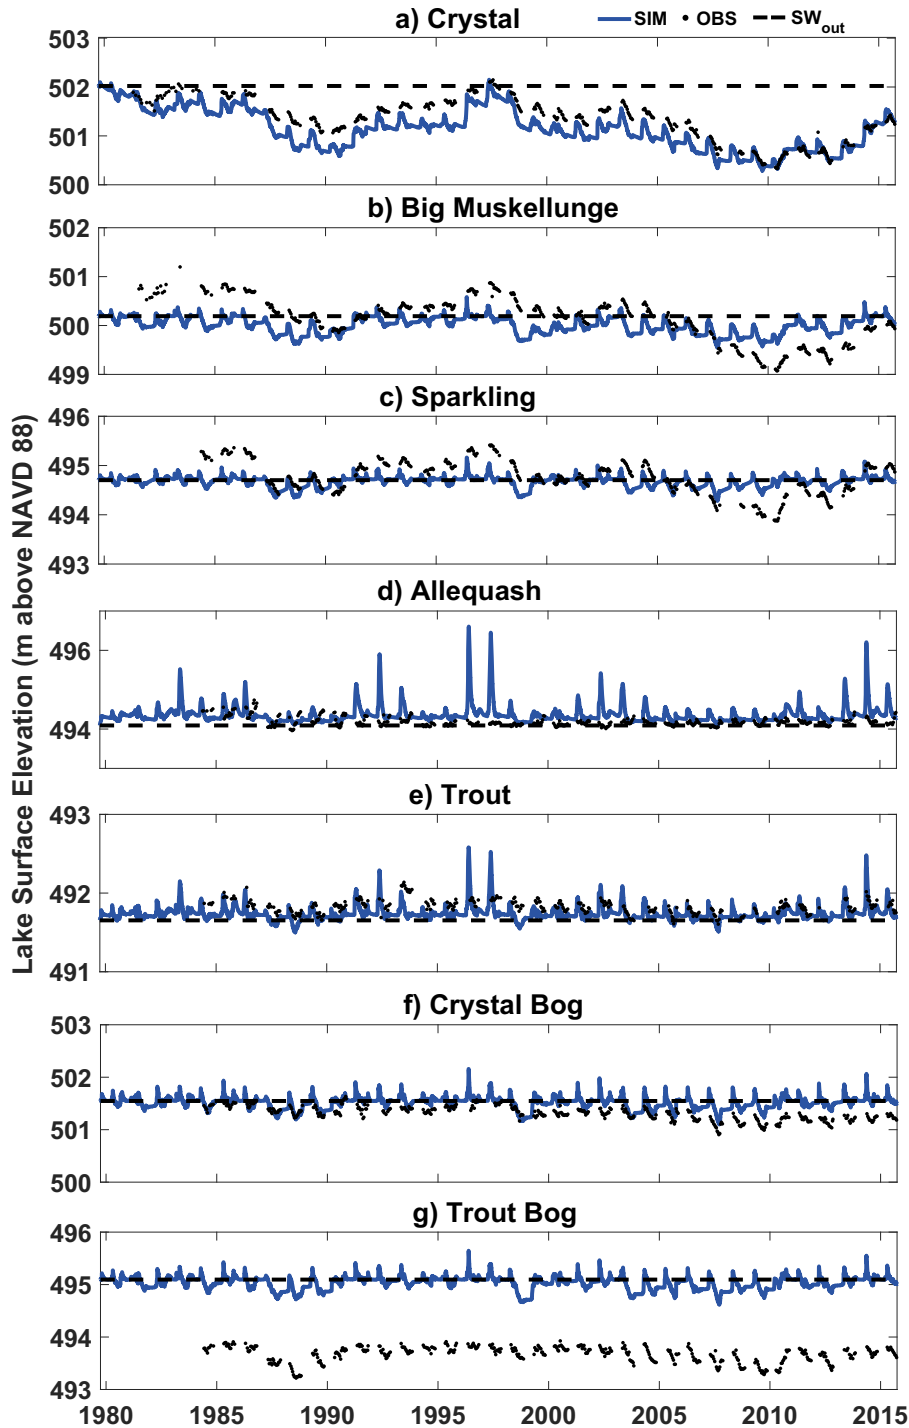 a) Crystal
SIM OBS SWout
503
502
501
500
b) Big Muskellunge
502
501
500
499
c) Sparkling
496
495
494
493
d) Allequash
496
494
e) Trout
493
492
491
f) Crystal Bog
503
502
501
500
g) Trout Bog
496
495
494
493
1980 1985 1990 1995 2000 2005 2010 2015
Lake Surface Elevation (m above NAVD 88)